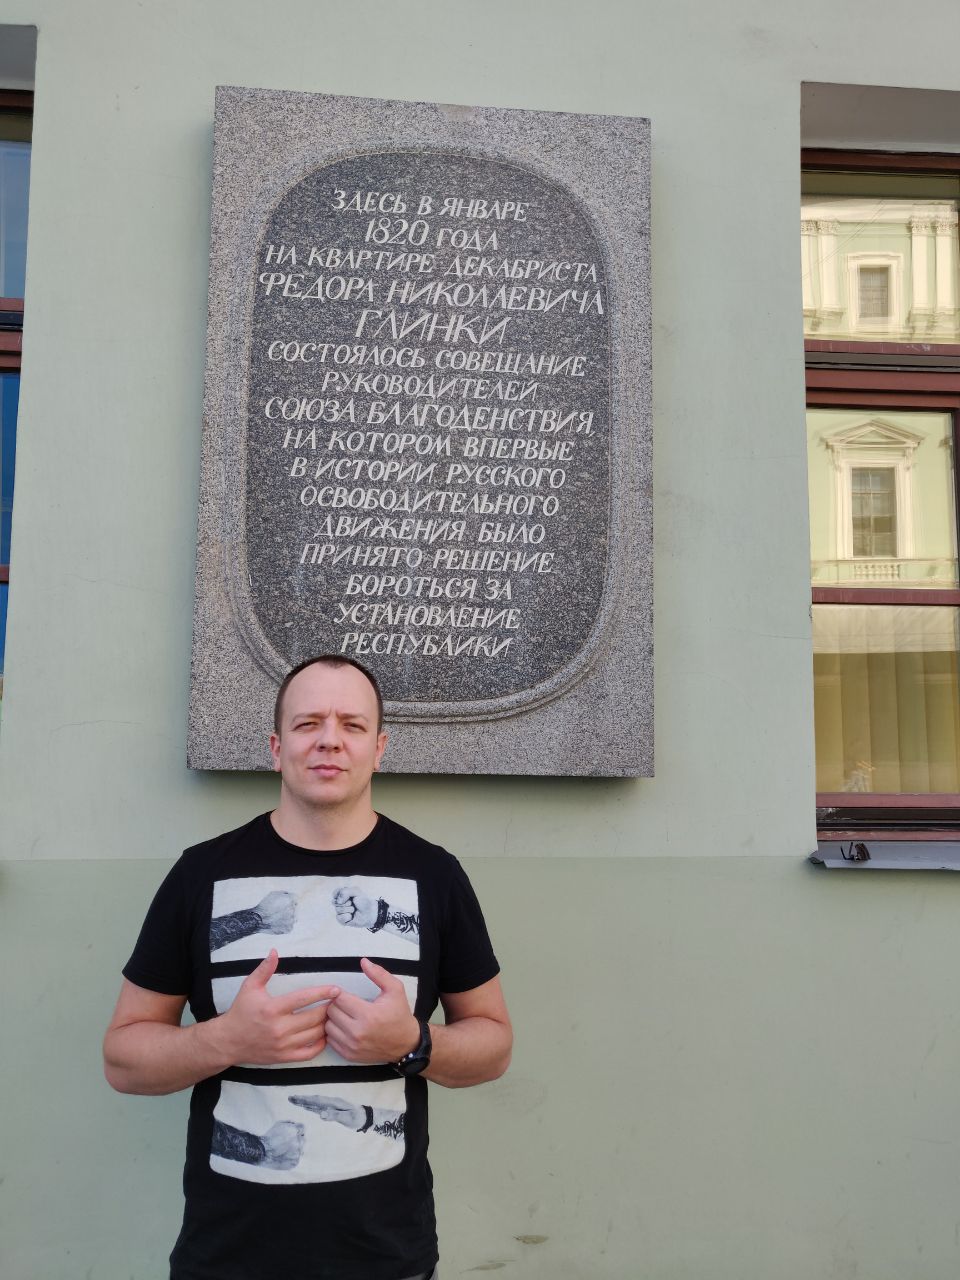 ЗДЕСЬ В ЯНВАРЕ
1820 ГОДА
НА КВАРТИРЕ ДЕКАБРИСТА
ФЕДОРА НИКОЛАЕВИЧА
ГЛИНКИ
СОСТОЯЛОСЬ СОВЕЩАНИЕ
РУКОВОДИТЕЛЕЙ
СОЮЗА БЛАГОДЕНСТВИЯ
НА КОТОРОМ ВПЕРВЫЕ
В ИСТОРИИ РУССКОГО
ОСВОБОДИТЕЛЬНОГО
ДВИЖЕНИЯ БЫЛО
ПРИНЯТО РЕШЕНИЕ
БОРОТЬСЯ ЗА
УСТАНОВЛЕНИЕ
РЕСПУБЛИКИ